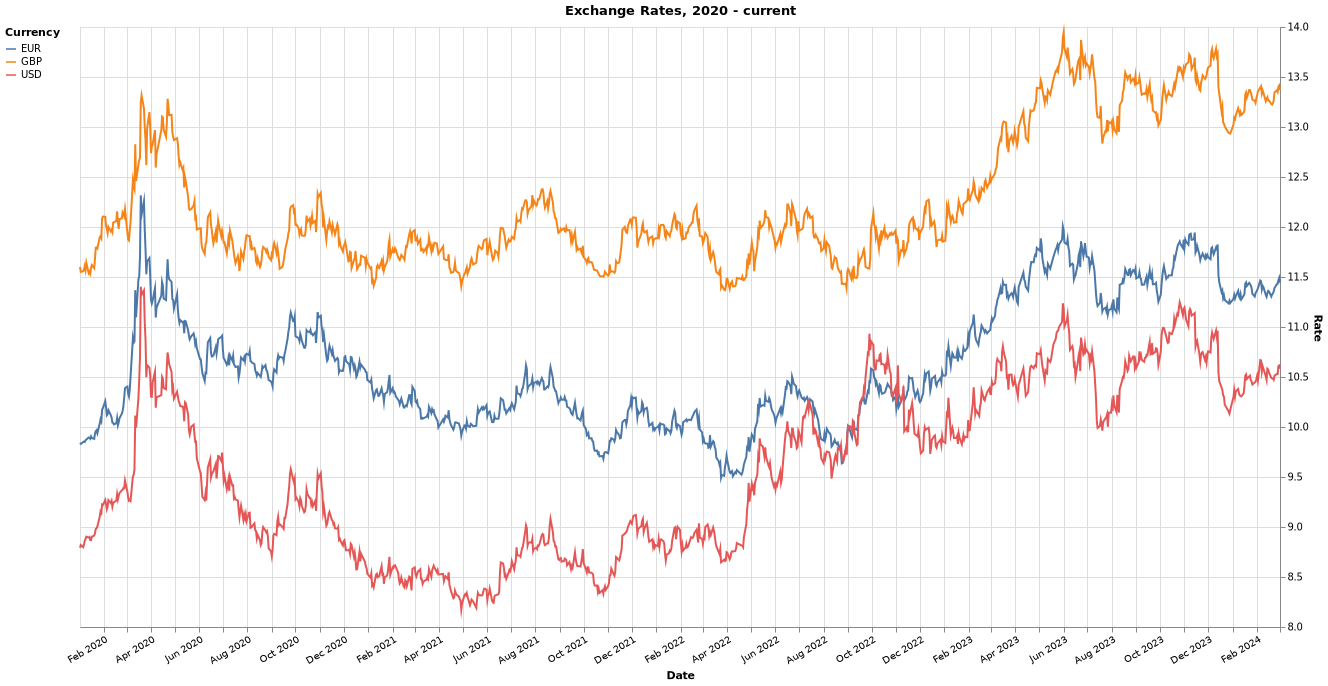 Exchange Rates, 2020 - current
Currency
EUR
GBP
USD
14.0
13.5
13.0
12.5
12.0
11.5
11.0
10.5
10.0
9.5
9.0
8.5
8.0
Rate
Feb 2020
Apr 2020
Jun 2020
Aug 2020
Oct 2020
Dec 2020
Feb 2021
Apr 2021
Jun 2021
Aug 2021
Oct 2021
Dec 2021
Feb 2022
Apr 2022
Jun 2022
Aug 2022
Oct 2022
Dec 2022
Feb 2023
Apr 2023
Jun 2023
Aug 2023
Oct 2023
Dec 2023
Feb 2024
Date